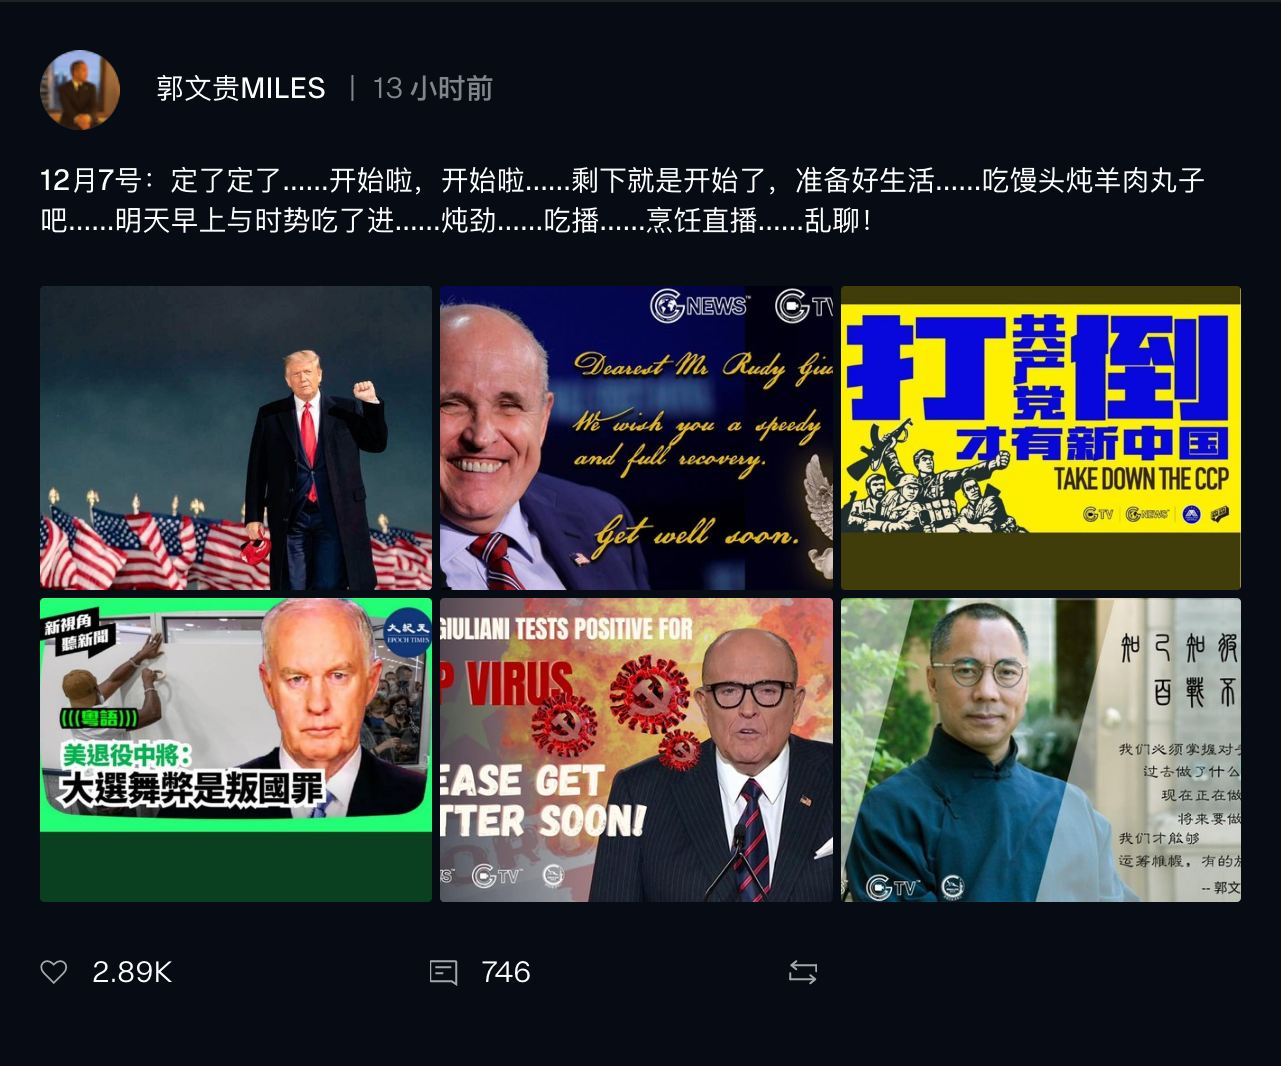 郭文贵MILES | 13 小时前
12月7号：定了定了......开始啦，开始啦......剩下就是开始了，准备好生活......吃馒头炖羊肉丸子
吧......明天早上与时势吃了进......炖劲......吃播......烹饪直播......乱聊！
GNEWS™ GTV
Dearest Mr Rudy Giu
We wish you a speedy
and full recovery.
Get well soon.
打倒
共产党
才有新中国
TAKE DOWN THE CCP
GTV GNEWS™
新視角
聽新聞
大紀元
EPOCH TIMES
(((粵語)))
美退役中將：
大選舞弊是叛國罪
GIULIANI TESTS POSITIVE FOR
P VIRUS
EASE GET
TTER SOON!
S™ GTV™
知己知彼
百戰不
我们必须掌握对手
过去做了什么
现在正在做
将来要做
我们才能够
运筹帷幄，有的放
-- 郭文
GTV™
2.89K 746